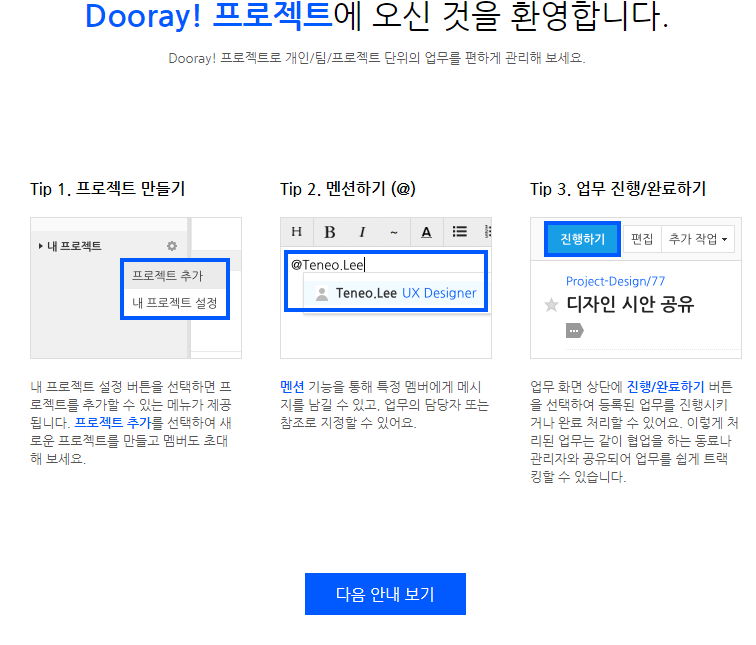 Dooray! 프로젝트에 오신 것을 환영합니다.
Dooray! 프로젝트로 개인/팀/프로젝트 단위의 업무를 편하게 관리해 보세요.
Tip 1. 프로젝트 만들기
내 프로젝트
프로젝트 추가
내 프로젝트 설정
내 프로젝트 설정 버튼을 선택하면 프
로젝트를 추가할 수 있는 메뉴가 제공
됩니다. 프로젝트 추가를 선택하여 새
로운 프로젝트를 만들고 멤버도 초대
해 보세요.
Tip 2. 멘션하기 (@)
H B I ~ A
@Teneo.Lee
Teneo.Lee UX Designer
멘션 기능을 통해 특정 멤버에게 메시
지를 남길 수 있고, 업무의 담당자 또는
참조로 지정할 수 있어요.
Tip 3. 업무 진행/완료하기
진행하기 편집 추가 작업
Project-Design/77
디자인 시안 공유
업무 화면 상단에 진행/완료하기 버튼
을 선택하여 등록된 업무를 진행시키
거나 완료 처리할 수 있어요. 이렇게 처
리된 업무는 같이 협업을 하는 동료나
관리자와 공유되어 업무를 쉽게 트랙
킹할 수 있습니다.
다음 안내 보기